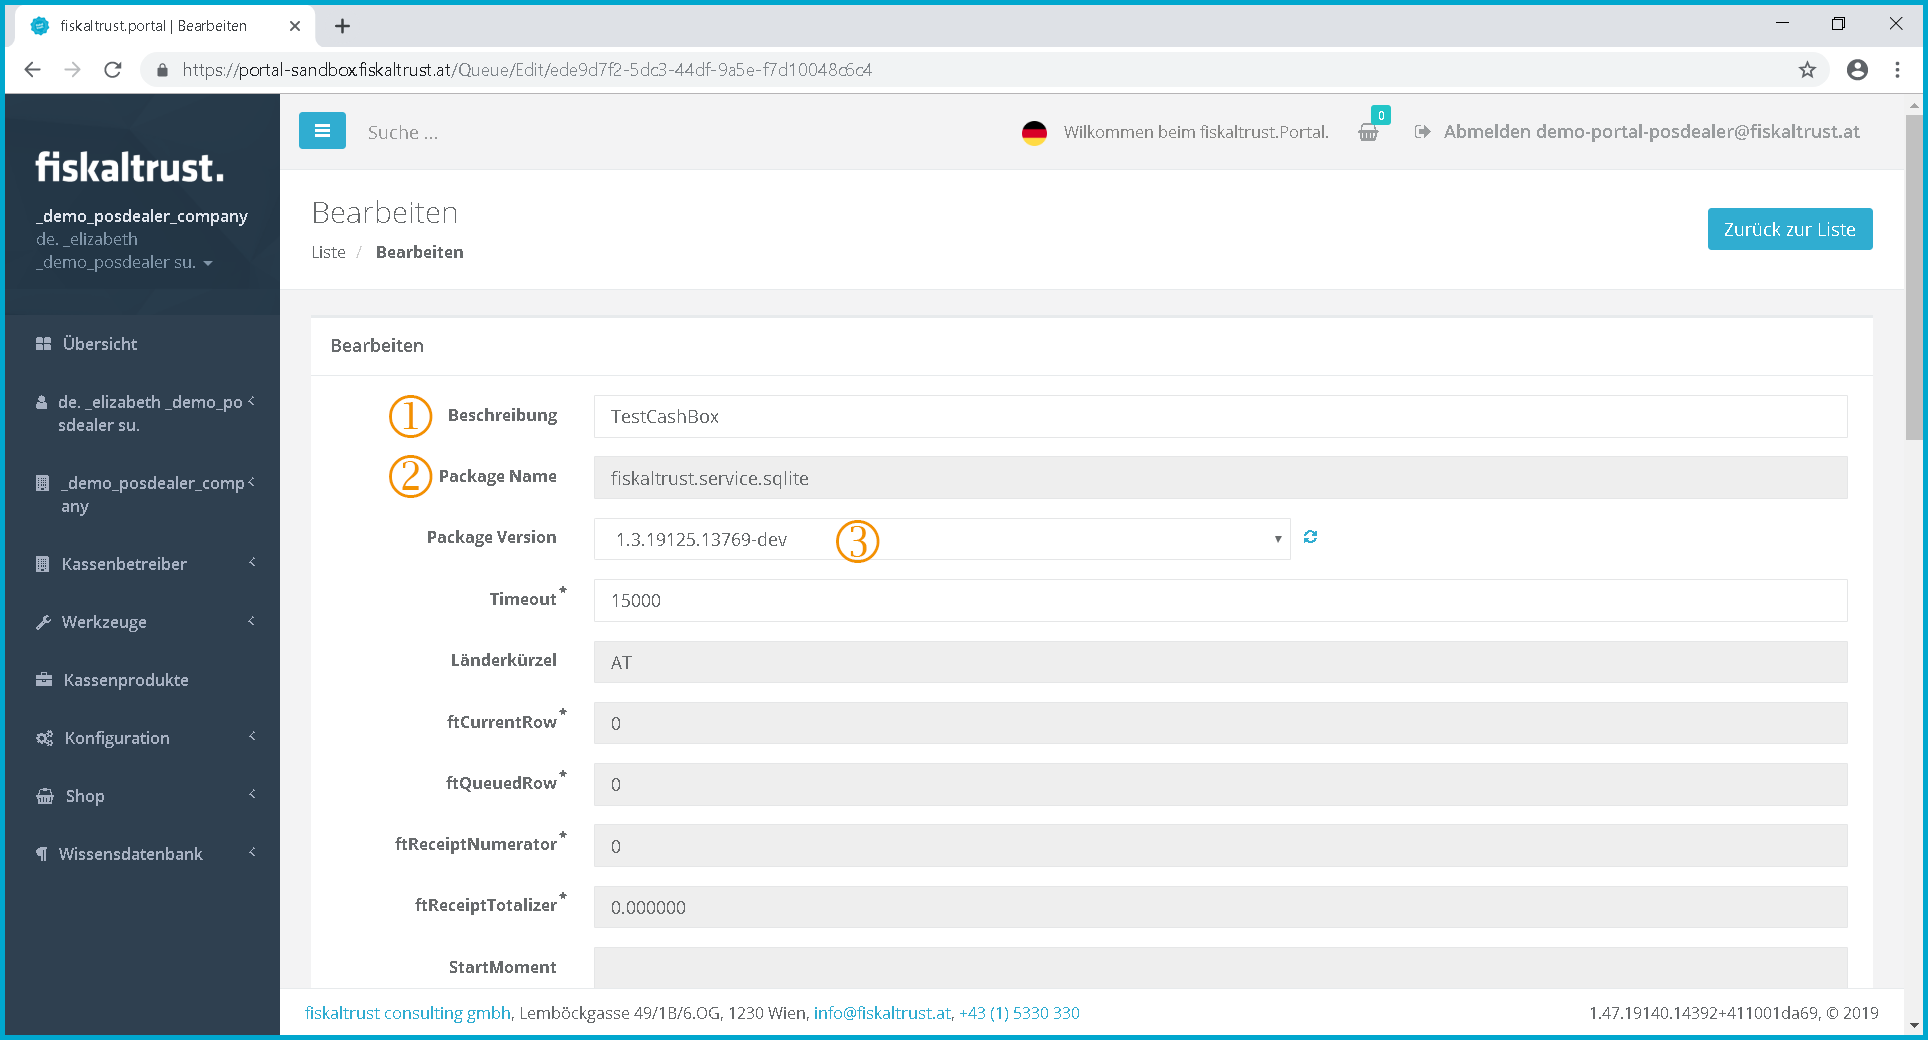 fiskaltrust.portal | Bearbeiten
https://portal-sandbox.fiskaltrust.at/Queue/Edit/ede9d7f2-5dc3-44df-9a5e-f7d10048c6c4
fiskaltrust.
_demo_posdealer_company
de. _elizabeth
_demo_posdealer su.
Übersicht
de. _elizabeth _demo_po
sdealer su.
_demo_posdealer_comp
any
Kassenbetreiber
Werkzeuge
Kassenprodukte
Konfiguration
Shop
Wissensdatenbank
Suche ...
Wilkommen beim fiskaltrust.Portal.
0
Abmelden demo-portal-posdealer@fiskaltrust.at
Bearbeiten
Liste / Bearbeiten
Zurück zur Liste
Bearbeiten
1 Beschreibung TestCashBox
2 Package Name fiskaltrust.service.sqlite
Package Version 1.3.19125.13769-dev 3
Timeout* 15000
Länderkürzel AT
ftCurrentRow* 0
ftQueuedRow* 0
ftReceiptNumerator* 0
ftReceiptTotalizer* 0.000000
StartMoment
fiskaltrust consulting gmbh, Lemböckgasse 49/1B/6.OG, 1230 Wien, info@fiskaltrust.at, +43 (1) 5330 330
1.47.19140.14392+411001da69, © 2019